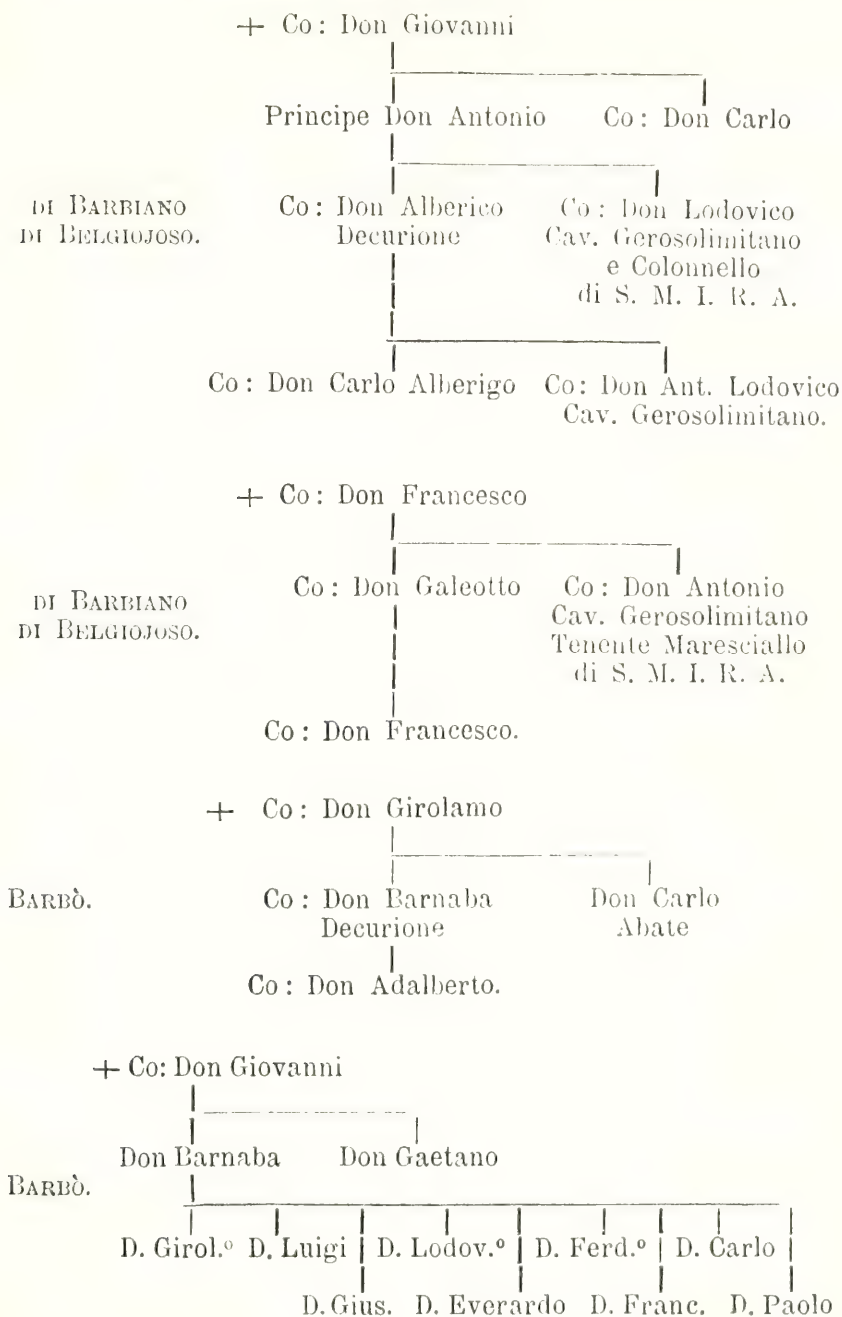 + Co: Don Giovanni
Principe Don Antonio Co: Don Carlo
DI BARBIANO
DI BELGIOJOSO.
Co: Don Alberico
Decurione
Co: Don Lodovico
Cav. Gerosolimitano
e Colonnello
di S. M. I. R. A.
Co: Don Carlo Alberigo Co: Don Ant. Lodovico
Cav. Gerosolimitano.
+ Co: Don Francesco
DI BARBIANO
DI BELGIOJOSO.
Co: Don Galeotto
Co: Don Antonio
Cav. Gerosolimitano
Tenente Maresciallo
di S. M. I. R. A.
Co: Don Francesco.
+ Co: Don Girolamo
BARBÒ.
Co: Don Barnaba
Decurione
Don Carlo
Abate
Co: Don Adalberto.
+ Co: Don Giovanni
Don Barnaba Don Gaetano
BARBÒ.
D. Girol.º D. Luigi D. Lodov.º D. Ferd.º D. Carlo
D. Gius. D. Everardo D. Franc. D. Paolo